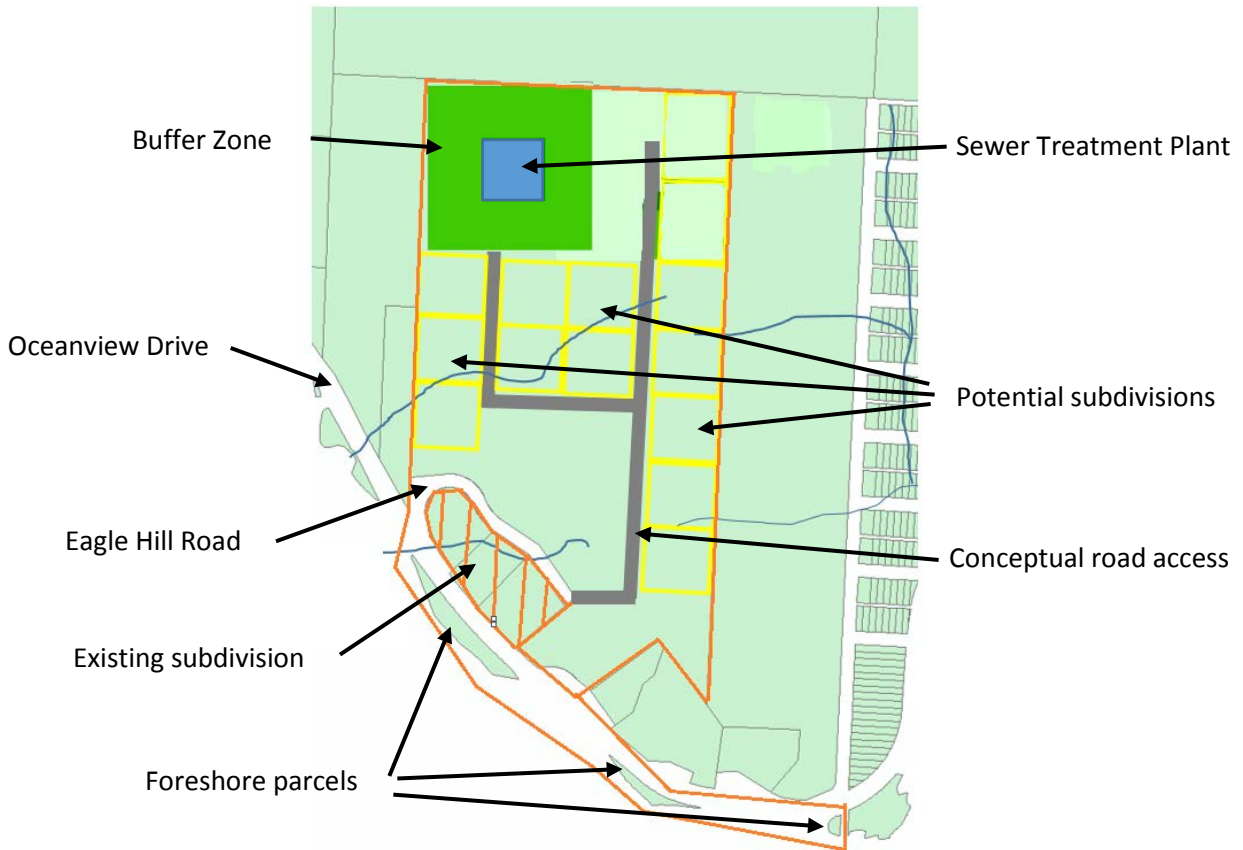 Buffer Zone
Sewer Treatment Plant
Oceanview Drive
Potential subdivisions
Eagle Hill Road
Conceptual road access
Existing subdivision
Foreshore parcels